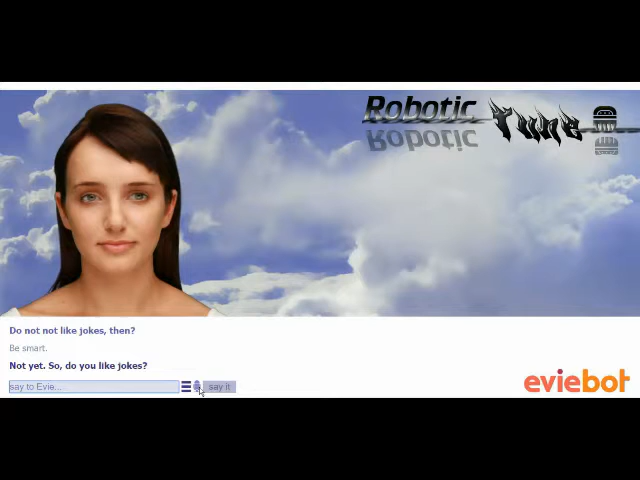 Robotic Tune
Do not not like jokes, then?
Be smart.
Not yet. So, do you like jokes?
say to Evie...
say it
eviebot